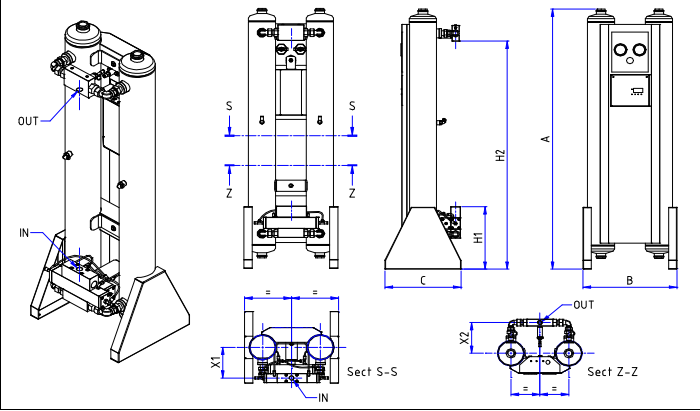 OUT
IN
S
S
Z
Z
H2
H1
C
A
B
=
=
X1
Sect S-S
IN
OUT
X2
Sect Z-Z
=
=